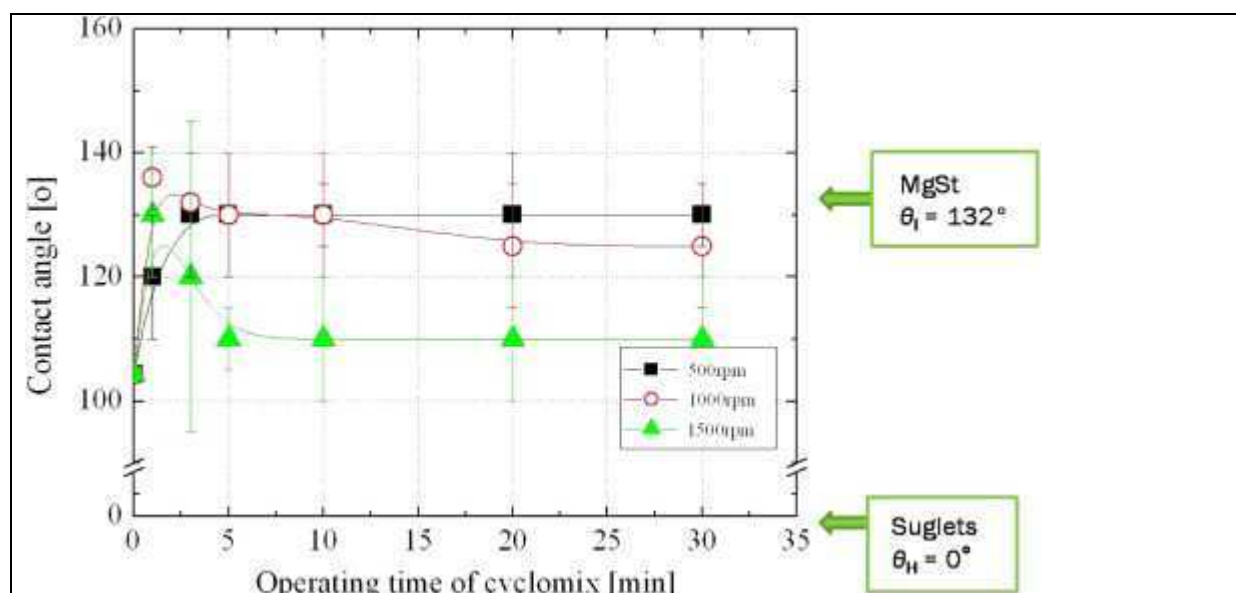 160
140
120
100
0
Contact angle [o]
0 5 10 15 20 25 30 35
Operating time of cyclomix [min]
500rpm
1000rpm
1500rpm
MgSt
θI = 132°
Suglets
θH = 0°